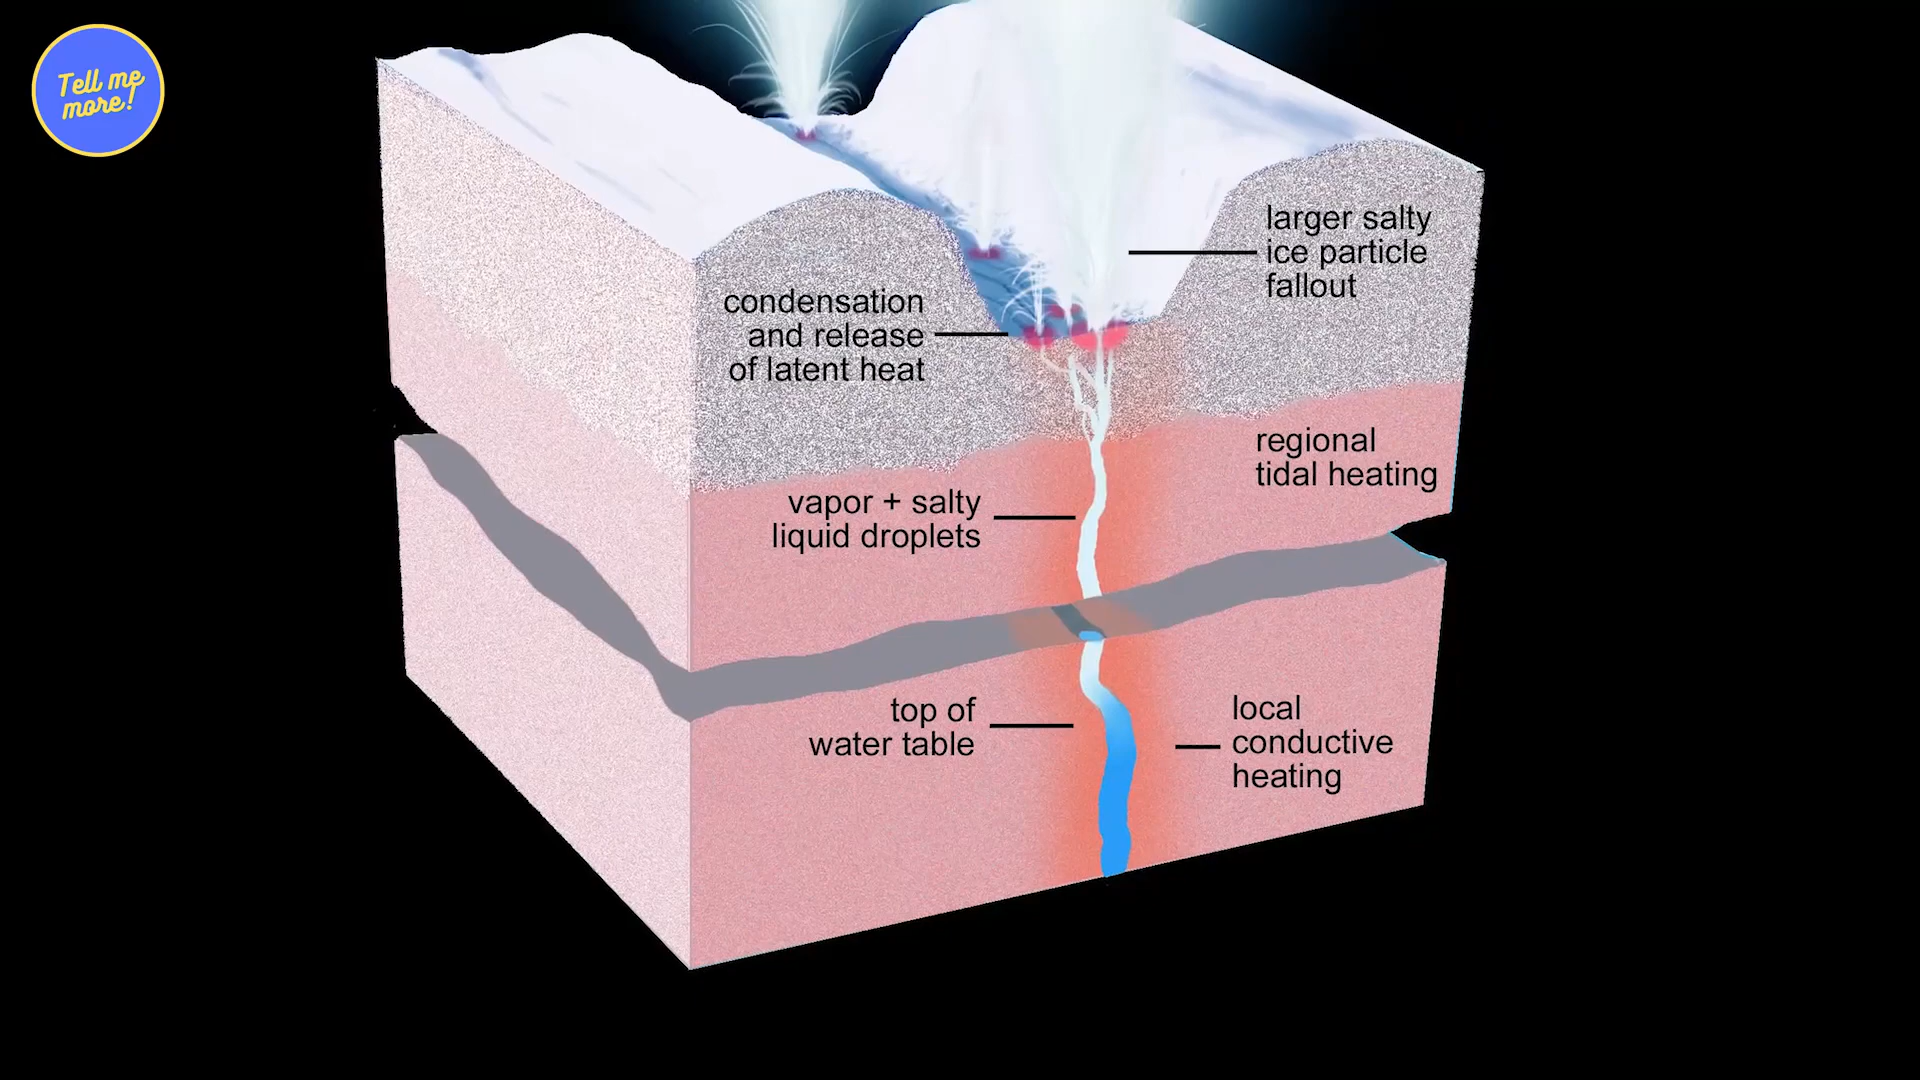 Tell me
more!
larger salty
ice particle
fallout
condensation
and release
of latent heat
regional
tidal heating
vapor + salty
liquid droplets
top of
water table
local
conductive
heating